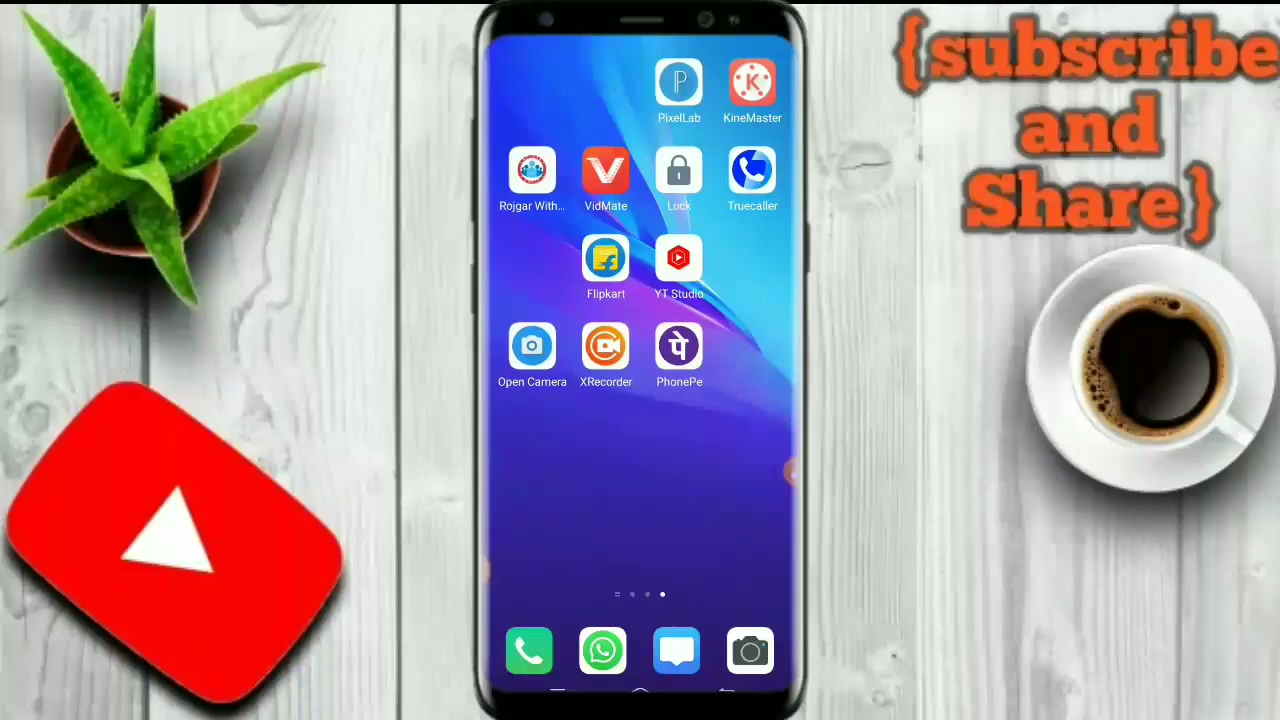 {subscribe
and
Share}
PixelLab
KineMaster
Rojgar With...
VidMate
Lock
Truecaller
Flipkart
YT Studio
Open Camera
XRecorder
PhonePe
पे